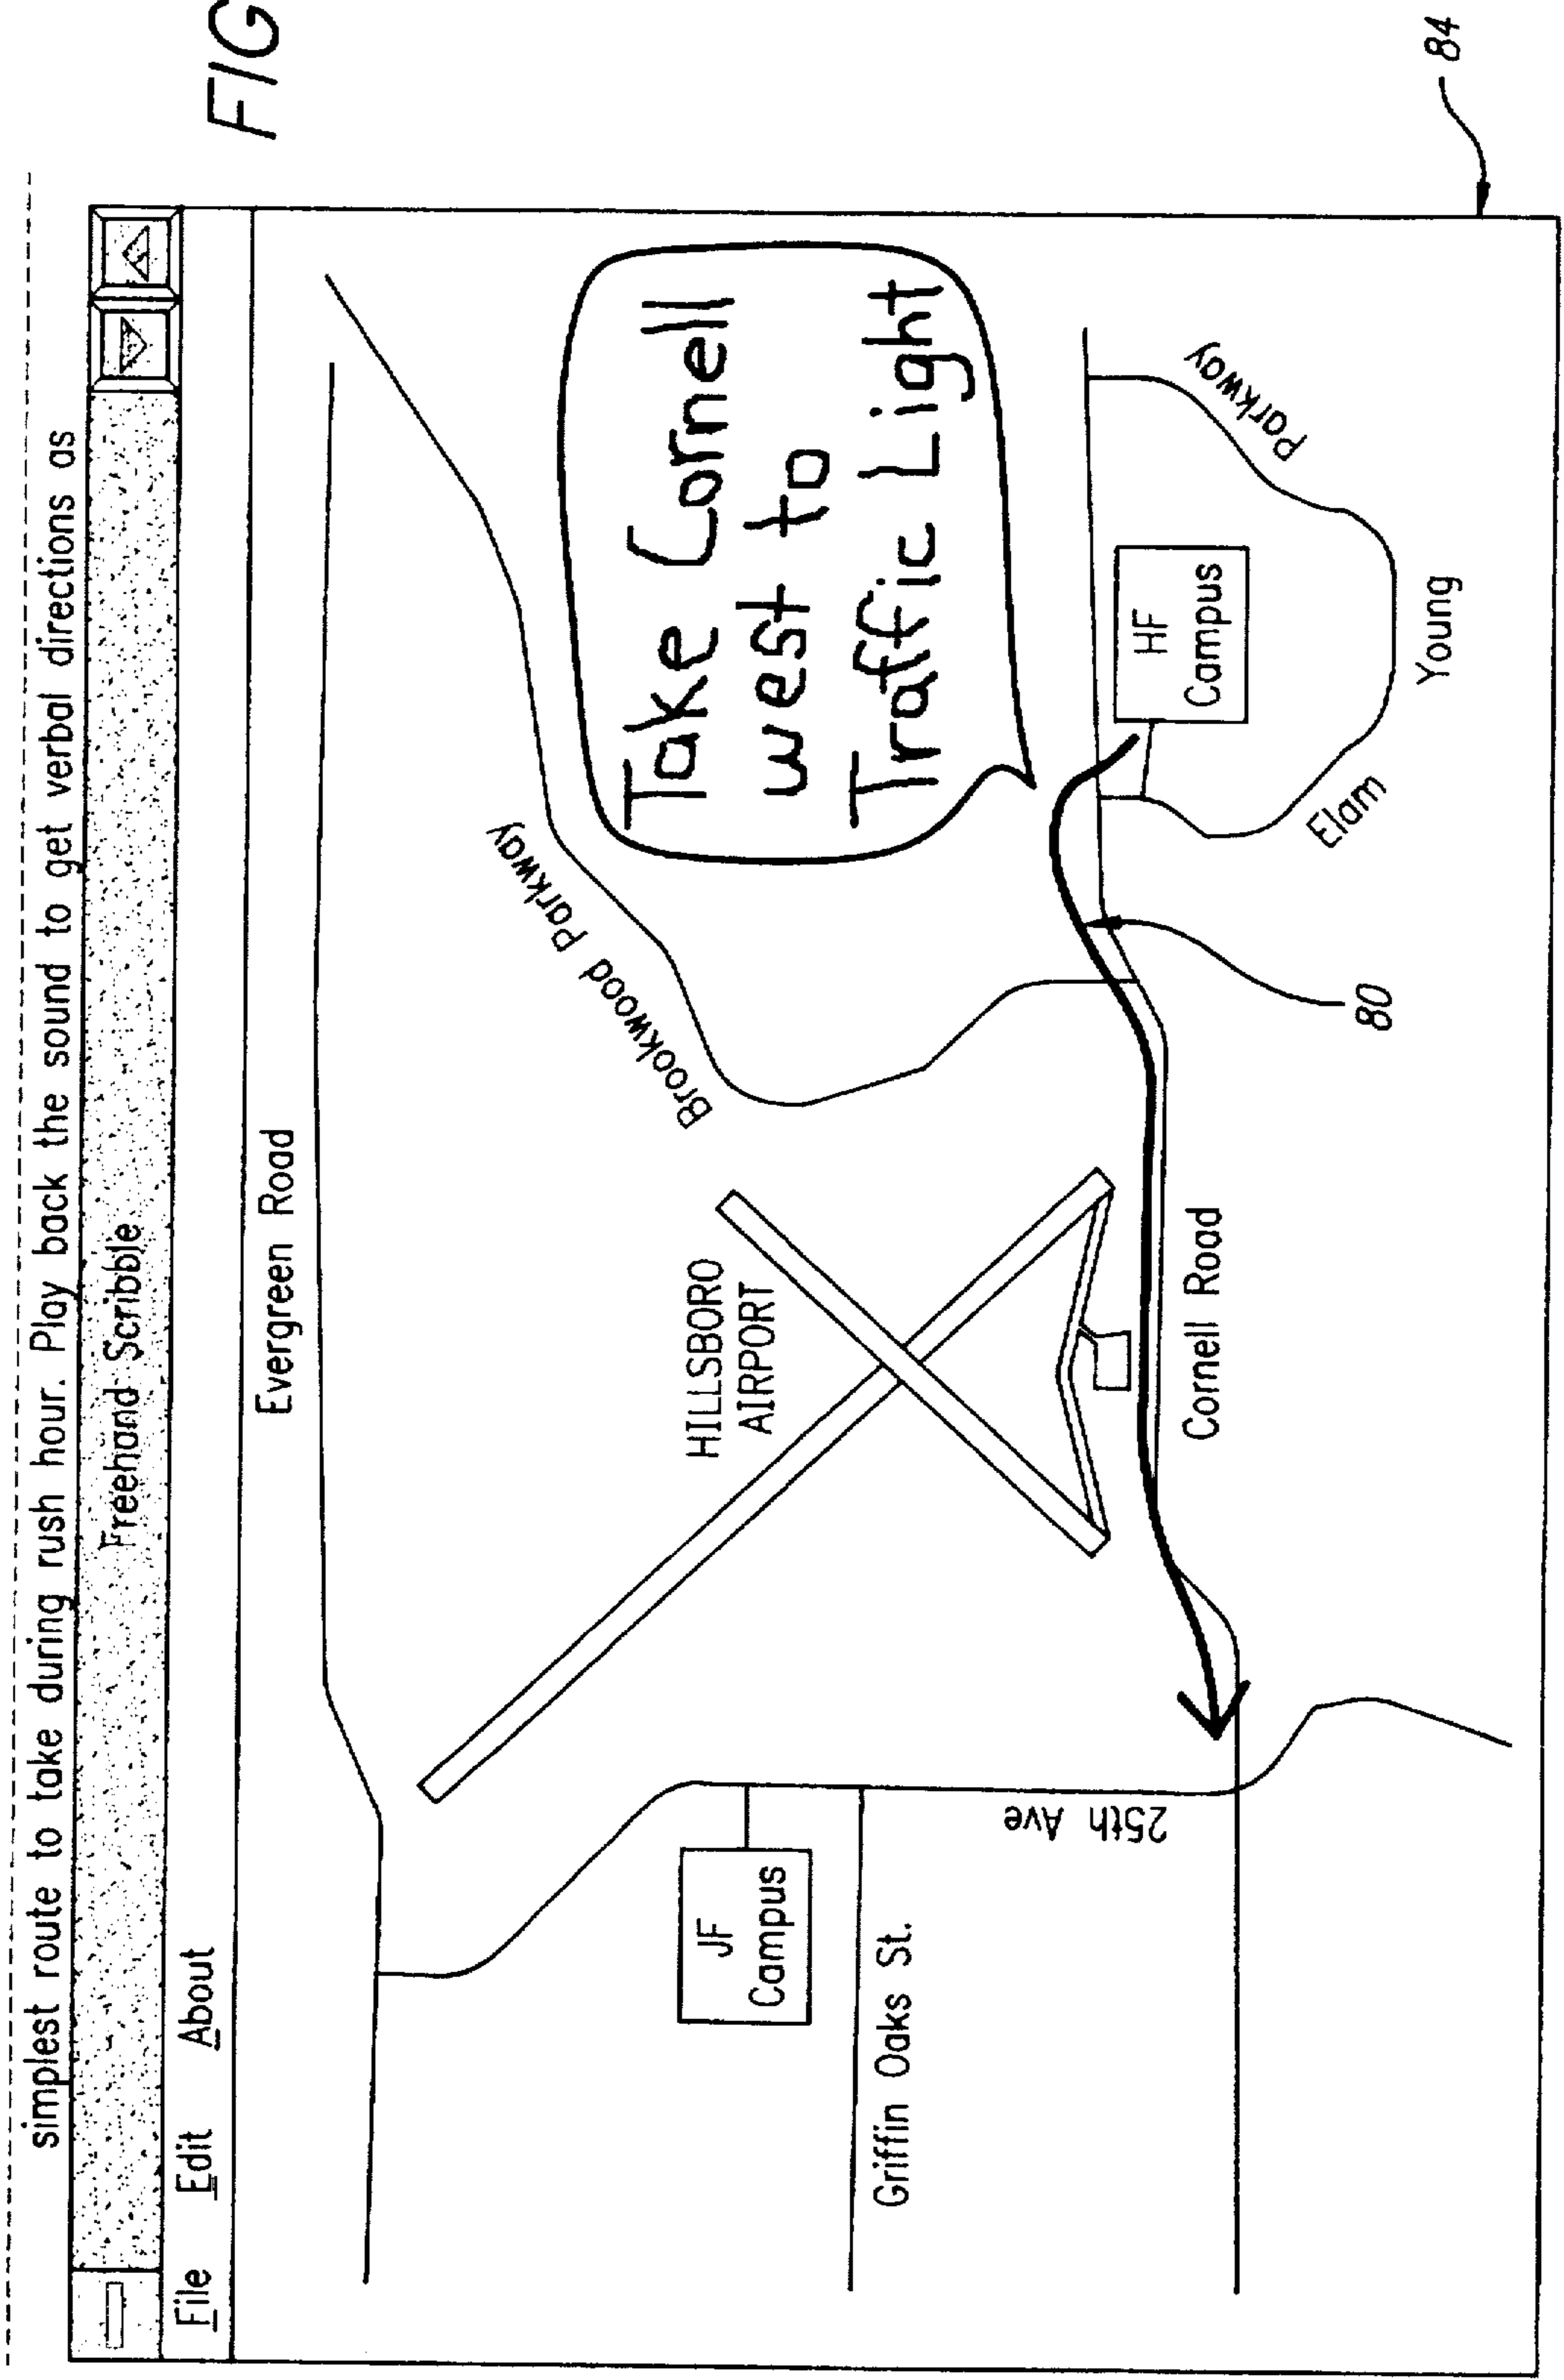 FIG
simplest route to take during rush hour. Play back the sound to get verbal directions as
Freehand Scribble
File Edit About
Evergreen Road
Brookwood Parkway
Take Cornell
west to
Traffic Light
HILLSBORO
AIRPORT
JF
Campus
Griffin Oaks St.
25th Ave
Cornell Road
HF
Campus
Parkway
Elam
Young
80
84